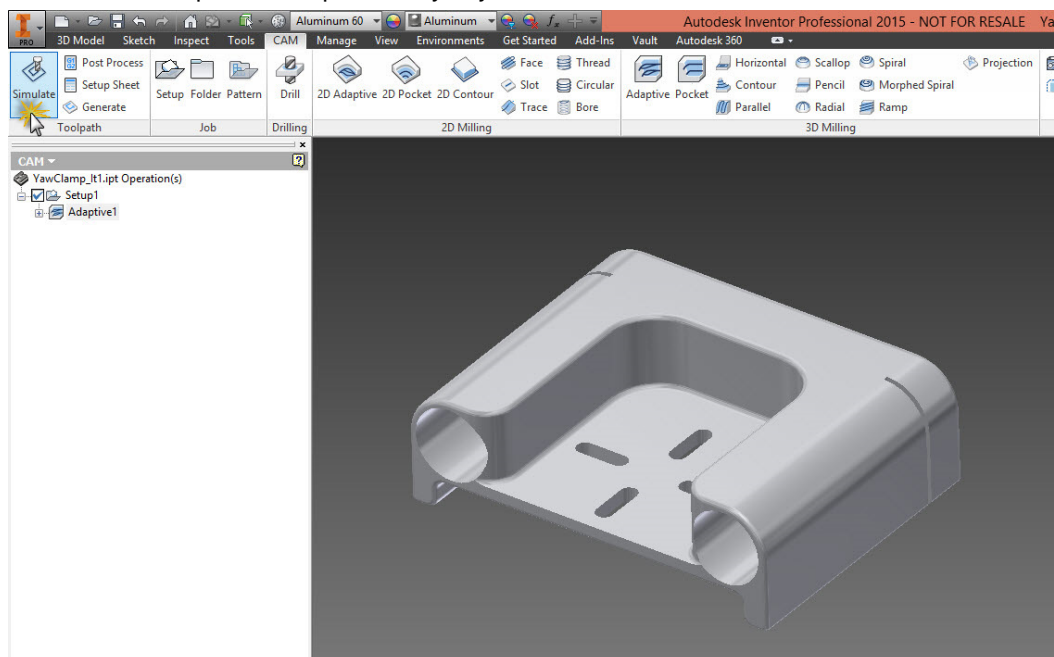 Aluminum 60 Aluminum fx Autodesk Inventor Professional 2015 - NOT FOR RESALE Ya
PRO 3D Model Sketch Inspect Tools CAM Manage View Environments Get Started Add-Ins Vault Autodesk 360
Post Process Face Thread Horizontal Scallop Spiral Projection
Simulate Setup Sheet Setup Folder Pattern Drill 2D Adaptive 2D Pocket 2D Contour Slot Circular Adaptive Pocket Contour Pencil Morphed Spiral
Generate Trace Bore Parallel Radial Ramp
Toolpath Job Drilling 2D Milling 3D Milling
CAM
YawClamp_It1.ipt Operation(s)
Setup1
Adaptive1